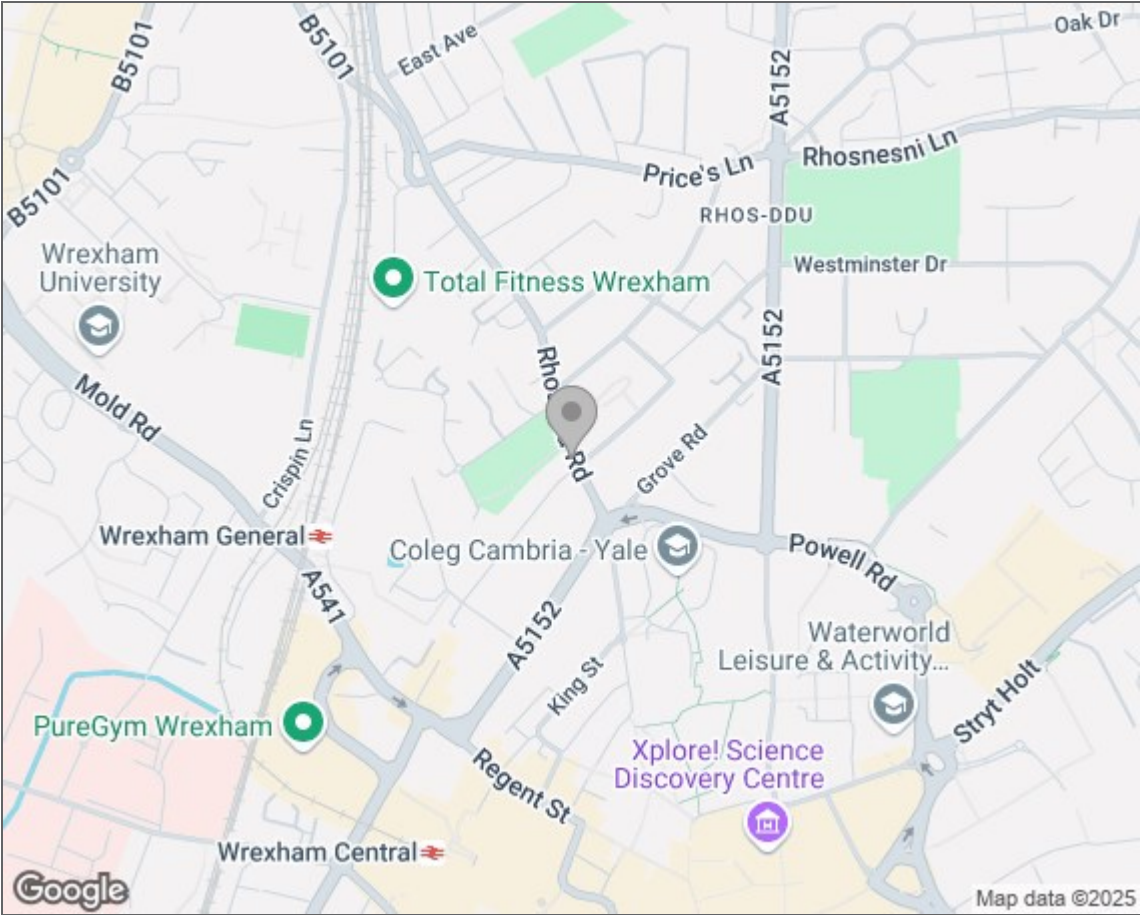 B5101
B5101
East Ave
A5152
Oak Dr
Price's Ln
Rhosnesni Ln
B5101
RHOS-DDU
Wrexham
University
Total Fitness Wrexham
Westminster Dr
A5152
Mold Rd
Crispin Ln
Rd
Grove Rd
Wrexham General
Coleg Cambria - Yale
Powell Rd
A541
A5152
King St
Waterworld
Leisure & Activity...
Stryt Holt
PureGym Wrexham
Xplore! Science
Discovery Centre
Regent St
Wrexham Central
Google
Map data ©2025